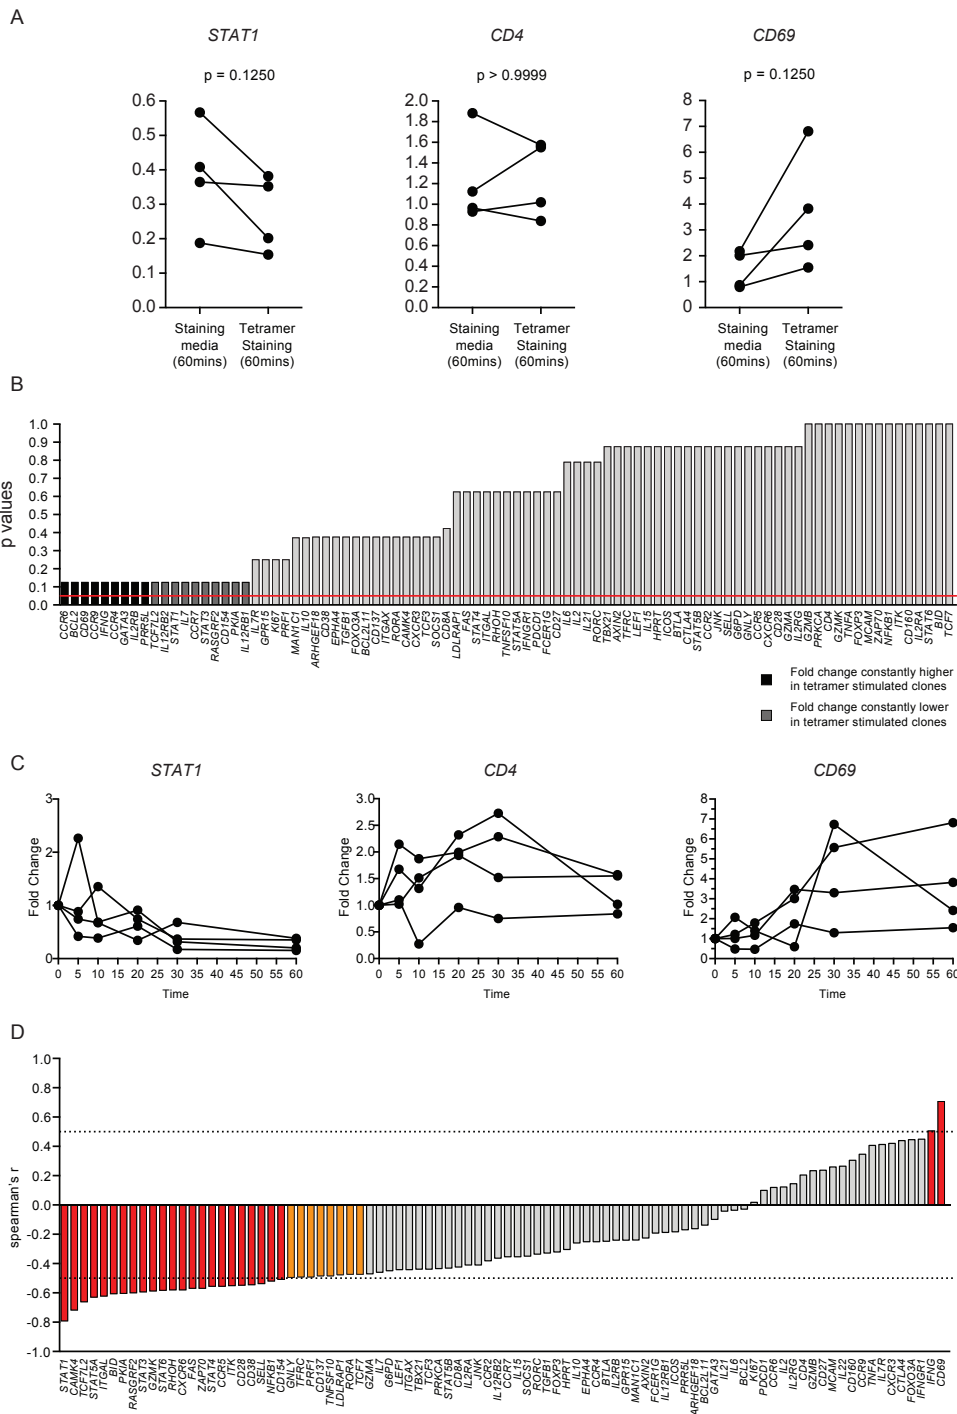 A
STAT1
CD4
CD69
p = 0.1250
p > 0.9999
p = 0.1250
0.6
0.5
0.4
0.3
0.2
0.1
0.0
2.0
1.8
1.6
1.4
1.2
1.0
0.8
0.6
0.4
0.2
0.0
8
7
6
5
4
3
2
1
0
Staining media (60mins)
Tetramer Staining (60mins)
Staining media (60mins)
Tetramer Staining (60mins)
Staining media (60mins)
Tetramer Staining (60mins)
B
p values
1.0
0.9
0.8
0.7
0.6
0.5
0.4
0.3
0.2
0.1
0.0
CCR6
BCL2
CD69
CCR9
IFNG
CCR4
GATA3
IL2RB
PRR5L
TCF7L2
IL12RB2
STAT1
IL7
CCR7
STAT3
RASGRF2
CD154
PKIA
IL12RB1
IL7R
GPR15
KI67
PRF1
MAN1C1
IL10
ARHGEF18
CD38
EPHA4
TGFB1
FOXO3A
BCL2L11
CD137
ITGAX
RORA
CAMK4
CXCR3
TCF3
SOCS1
CD8A
LDLRAP1
FAS
STAT4
ITGAL
RHOH
TNFSF10
STAT5A
IFNGR1
PDCD1
FCER1G
CD27
IL6
IL2
IL21
RORC
TBX21
AXIN2
TFRC
LEF1
IL15
HPRT
ICOS
BTLA
CTLA4
STAT5B
CCR2
JNK
SELL
G6PD
GNLY
CCR5
CXCR6
CD28
GZMA
IL2RG
GZMB
PRKCA
CD4
GZMK
TNFA
FOXP3
MCAM
ZAP70
NFKB1
ITK
CD160
IL2RA
STAT6
BID
TCF7
Fold change constantly higher
in tetramer stimulated clones
Fold change constantly lower
in tetramer stimulated clones
C
STAT1
CD4
CD69
Fold Change
3
2
1
0
0 5 10 15 20 25 30 35 40 45 50 55 60
Time
Fold Change
3.0
2.5
2.0
1.5
1.0
0.5
0.0
0 5 10 15 20 25 30 35 40 45 50 55 60
Time
Fold Change
8
7
6
5
4
3
2
1
0
0 5 10 15 20 25 30 35 40 45 50 55 60
Time
D
spearman's r
1.0
0.8
0.6
0.4
0.2
0.0
-0.2
-0.4
-0.6
-0.8
-1.0
STAT1
CAMK4
TCF7L2
STAT5A
ITGAL
BID
PKIA
RASGRF2
STAT3
GZMK
STAT6
RHOH
CXCR6
FAS
ZAP70
STAT4
CCR5
ITK
CD28
CD38
SELL
NFKB1
CD154
GNLY
TFRC
PRF1
CD137
TNFSF10
LDLRAP1
RORA
TCF7
GZMA
IL7
G6PD
LEF1
ITGAX
TBX21
TCF3
PRKCA
STAT5B
CD8A
IL2RA
JNK
CCR2
IL12RB2
CCR7
IL15
SOCS1
RORC
TGFB1
FOXP3
HPRT
IL10
EPHA4
CCR4
BTLA
IL2RB
GPR15
MAN1C1
AXIN2
FCER1G
IL12RB1
ICOS
PRR5L
ARHGEF18
BCL2L11
GATA3
IL21
IL6
BCL2
KI67
PDCD1
CCR6
IL2
IL2RG
CD4
GZMB
CD27
MCAM
IL22
CD160
CCR9
TNFA
IL7R
CXCR3
CTLA4
FOXO3A
IFNGR1
IFNG
CD69